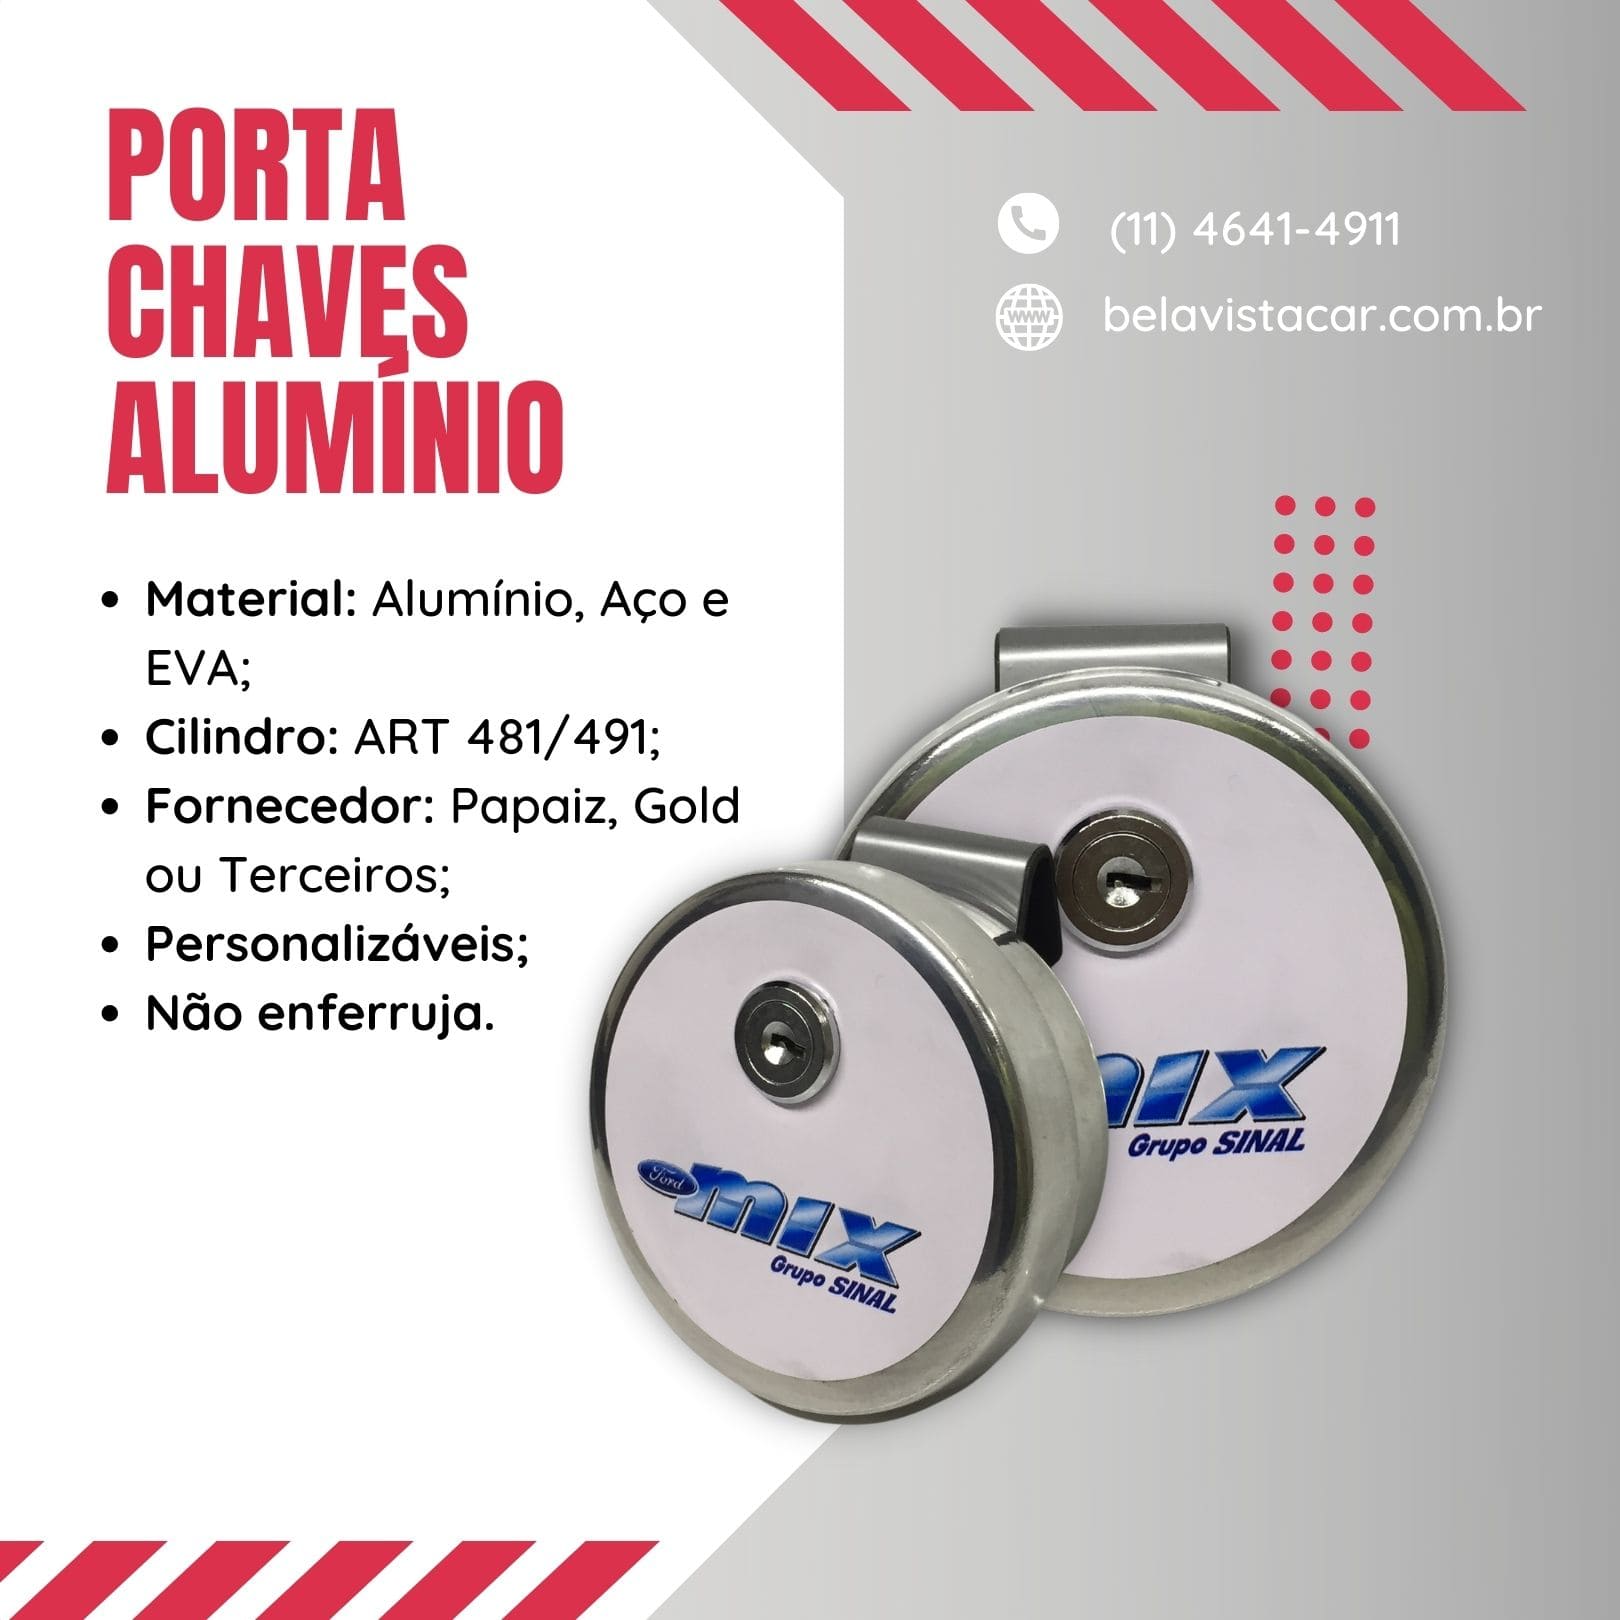 PORTA
CHAVES
ALUMÍNIO
(11) 4641-4911
www
belavistacar.com.br
• Material: Alumínio, Aço e
EVA;
• Cilindro: ART 481/491;
• Fornecedor: Papaiz, Gold
ou Terceiros;
• Personalizáveis;
• Não enferruja.
mix
Grupo SINAL
Ford
mix
Grupo SINAL